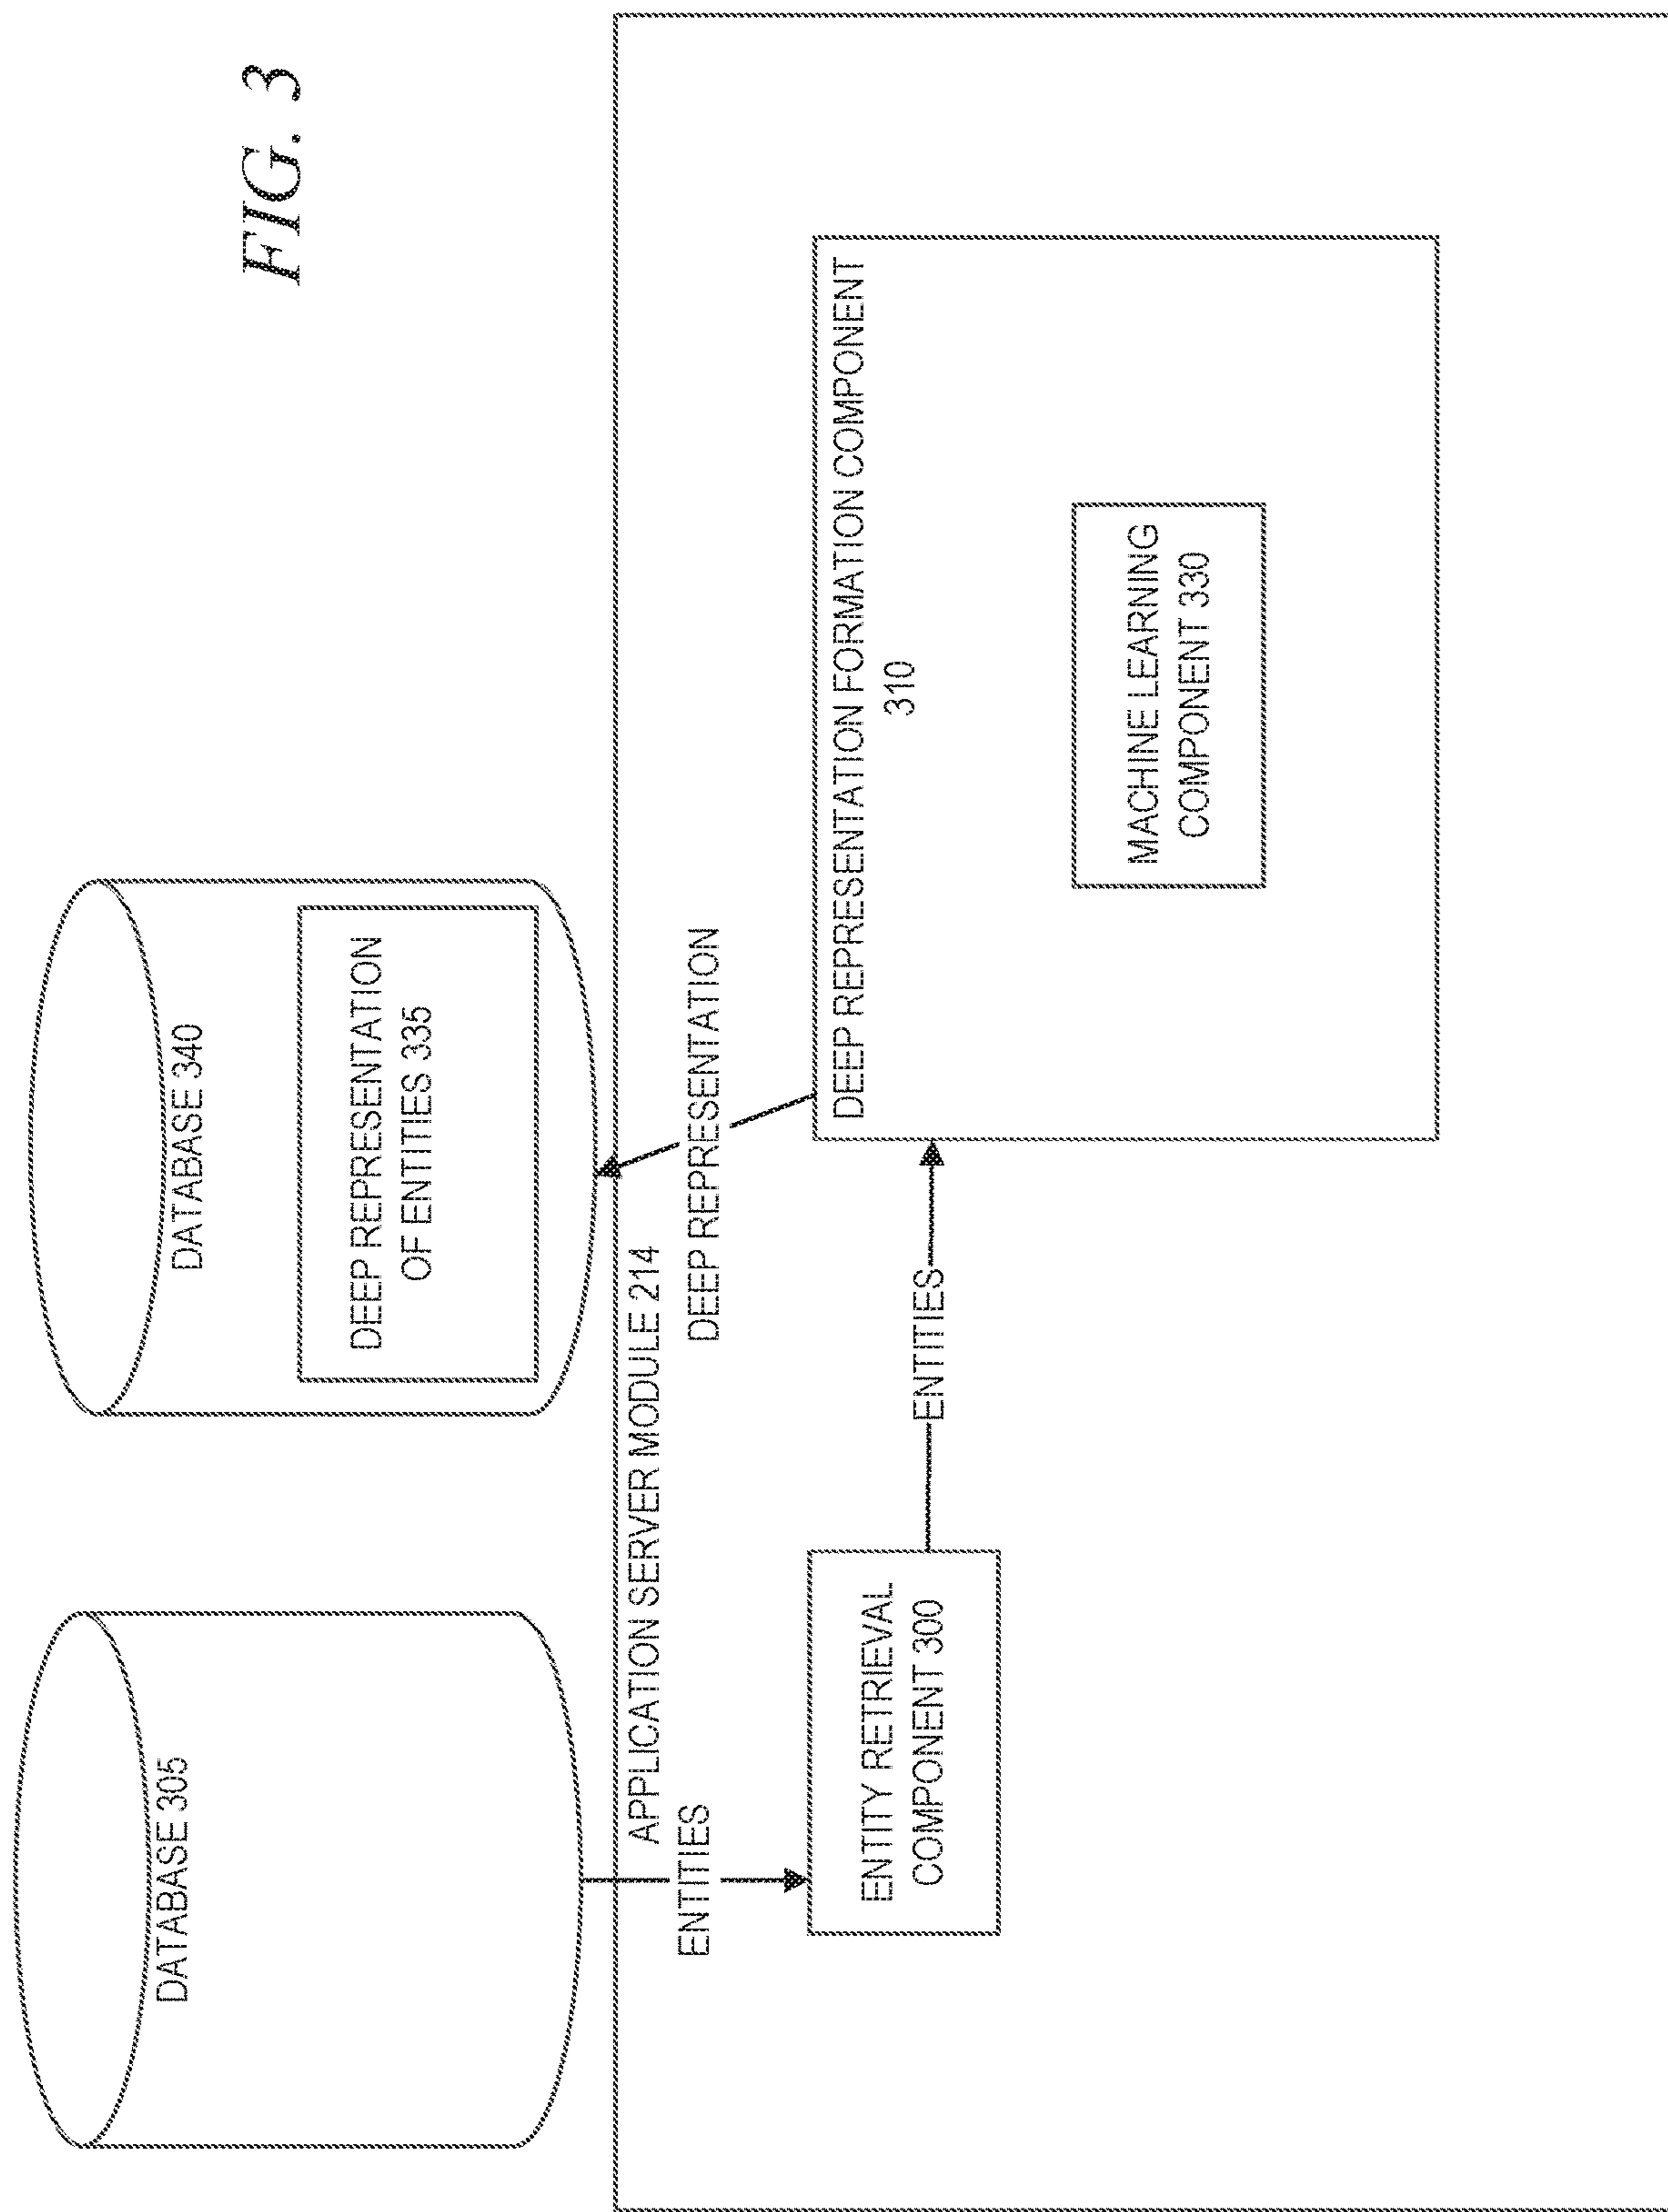 FIG. 3
DATABASE 305
DATABASE 340
DEEP REPRESENTATION
OF ENTITIES 335
APPLICATION SERVER MODULE 214
ENTITIES
DEEP REPRESENTATION
ENTITY RETRIEVAL
COMPONENT 300
ENTITIES
DEEP REPRESENTATION FORMATION COMPONENT
310
MACHINE LEARNING
COMPONENT 330